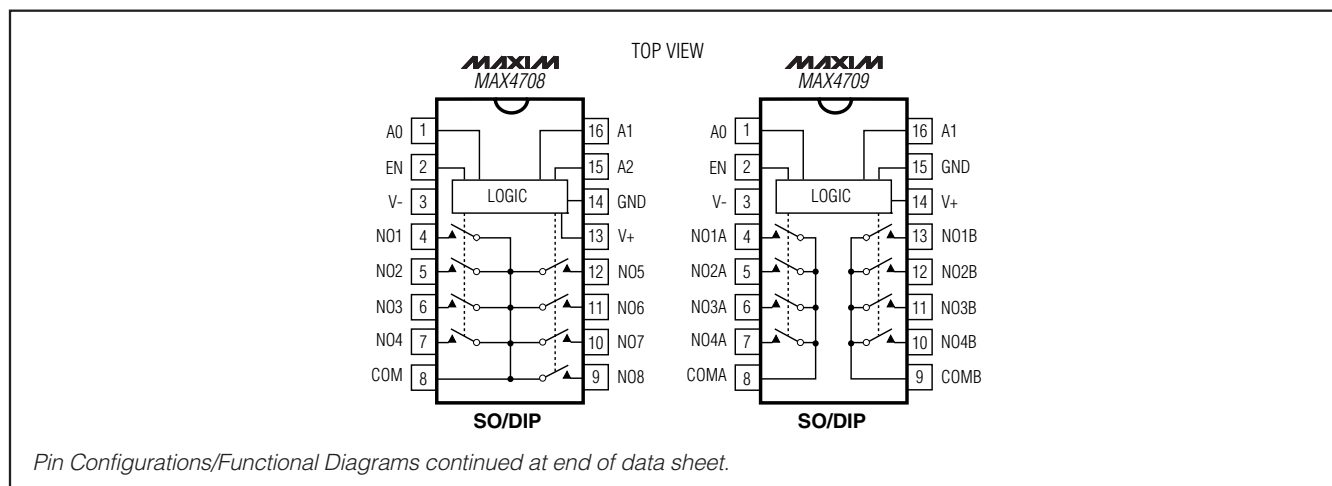 TOP VIEW
MAXIM
MAX4708
A0 1
EN 2
V- 3
NO1 4
NO2 5
NO3 6
NO4 7
COM 8
LOGIC
16 A1
15 A2
14 GND
13 V+
12 NO5
11 NO6
10 NO7
9 NO8
SO/DIP
MAXIM
MAX4709
A0 1
EN 2
V- 3
NO1A 4
NO2A 5
NO3A 6
NO4A 7
COMA 8
LOGIC
16 A1
15 GND
14 V+
13 NO1B
12 NO2B
11 NO3B
10 NO4B
9 COMB
SO/DIP
Pin Configurations/Functional Diagrams continued at end of data sheet.